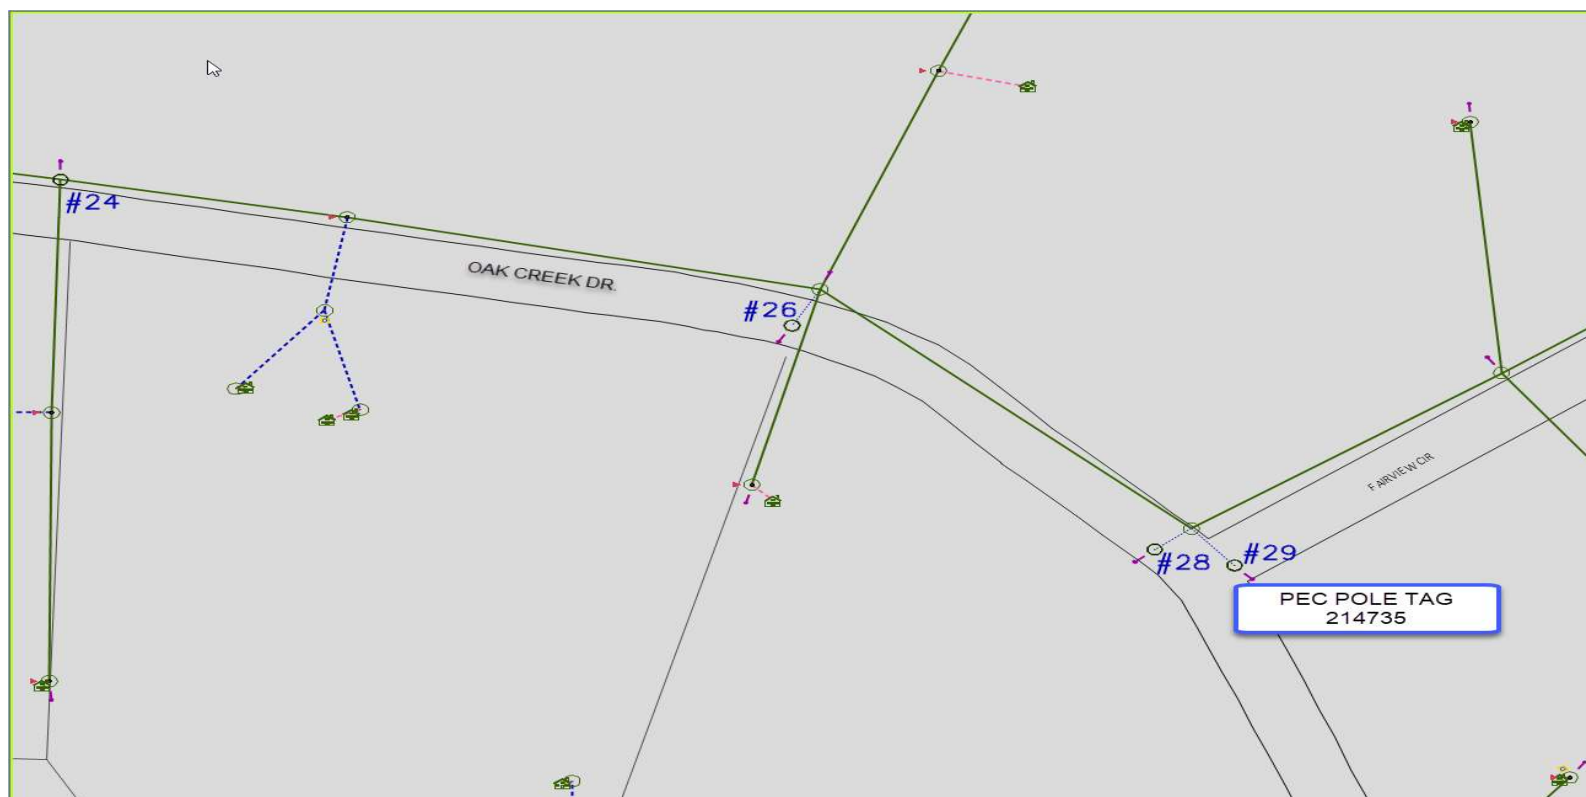 #24
OAK CREEK DR.
#26
FAIRVIEW CIR
#28
#29
PEC POLE TAG
214735